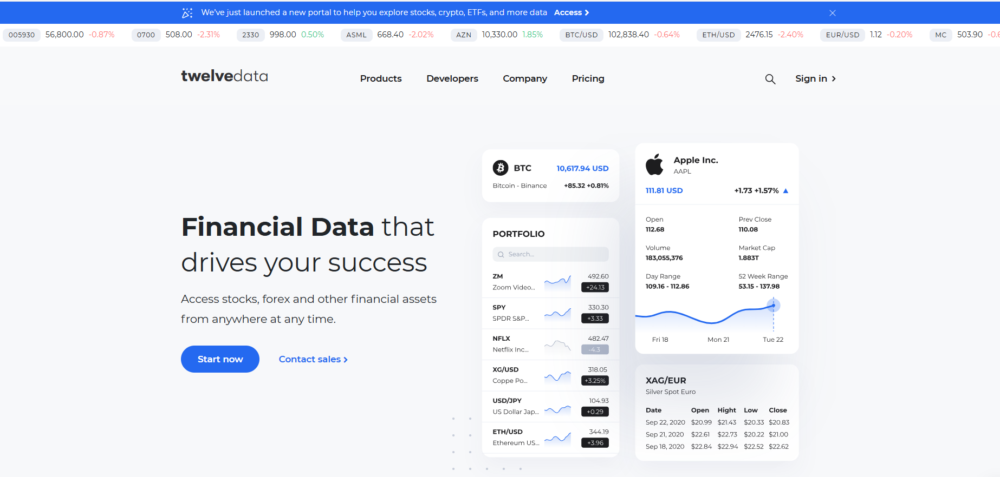 We've just launched a new portal to help you explore stocks, crypto, ETFs, and more data Access
005930 56,800.00 -0.87% 0700 508.00 -2.31% 2330 998.00 0.50% ASML 668.40 -2.02% AZN 10,330.00 1.85% BTC/USD 102,838.40 -0.64% ETH/USD 2476.15 -2.40% EUR/USD 1.12 -0.20% MC 503.90
twelvedata
Products Developers Company Pricing
Sign in
Financial Data that
drives your success
Access stocks, forex and other financial assets
from anywhere at any time.
Start now Contact sales
BTC 10,617.94 USD
Bitcoin - Binance +85.32 +0.81%
PORTFOLIO
Search...
ZM 492.60
Zoom Video... +24.13
SPY 330.30
SPDR S&P... +3.33
NFLX 482.47
Netflix Inc... -4.3
XG/USD 318.05
Coppe Po... +3.25%
USD/JPY 104.93
US Dollar Jap... +0.29
ETH/USD 344.19
Ethereum US... +3.96
Apple Inc.
AAPL
111.81 USD +1.73 +1.57%
Open Prev Close
112.68 110.08
Volume Market Cap
183,055,376 1.883T
Day Range 52 Week Range
109.16 - 112.86 53.15 - 137.98
Fri 18 Mon 21 Tue 22
XAG/EUR
Silver Spot Euro
Date Open Hight Low Close
Sep 22, 2020 $20.99 $21.43 $20.33 $20.83
Sep 21, 2020 $22.61 $22.73 $20.22 $21.00
Sep 18, 2020 $22.84 $22.94 $22.52 $22.62